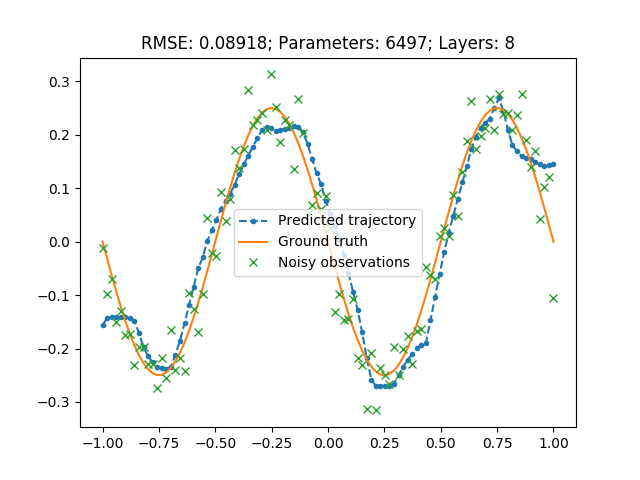 RMSE: 0.08918; Parameters: 6497; Layers: 8
0.3
0.2
0.1
0.0
−0.1
−0.2
−0.3
Predicted trajectory
Ground truth
Noisy observations
−1.00 −0.75 −0.50 −0.25 0.00 0.25 0.50 0.75 1.00